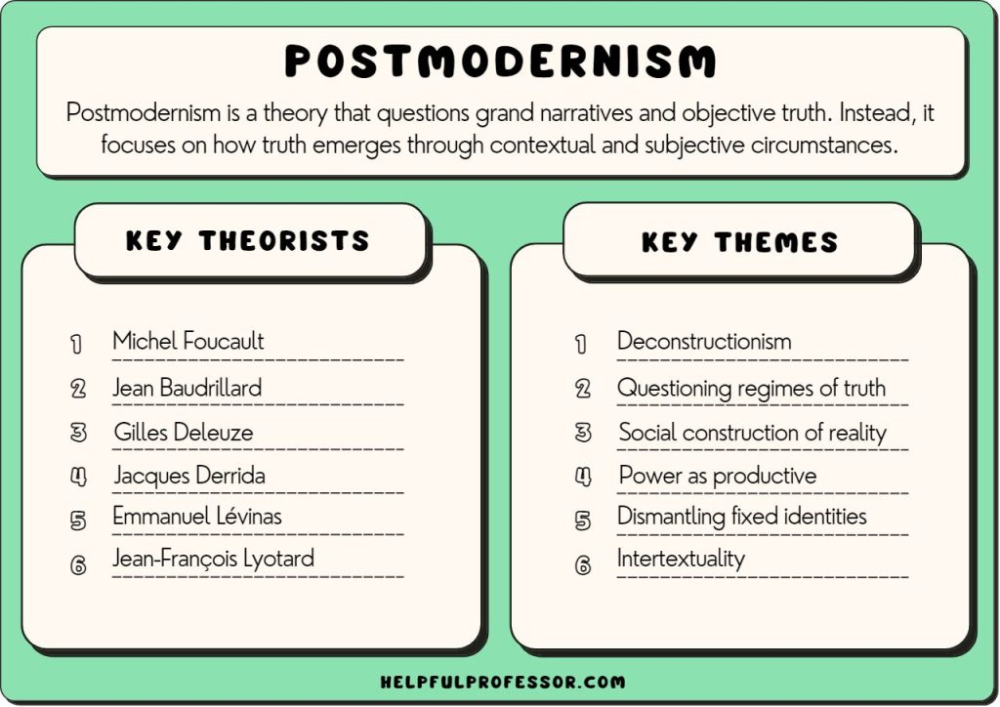 POSTMODERNISM
Postmodernism is a theory that questions grand narratives and objective truth. Instead, it
focuses on how truth emerges through contextual and subjective circumstances.
KEY THEORISTS
1 Michel Foucault
2 Jean Baudrillard
3 Gilles Deleuze
4 Jacques Derrida
5 Emmanuel Lévinas
6 Jean-François Lyotard
KEY THEMES
1 Deconstructionism
2 Questioning regimes of truth
3 Social construction of reality
4 Power as productive
5 Dismantling fixed identities
6 Intertextuality
HELPFULPROFESSOR.COM